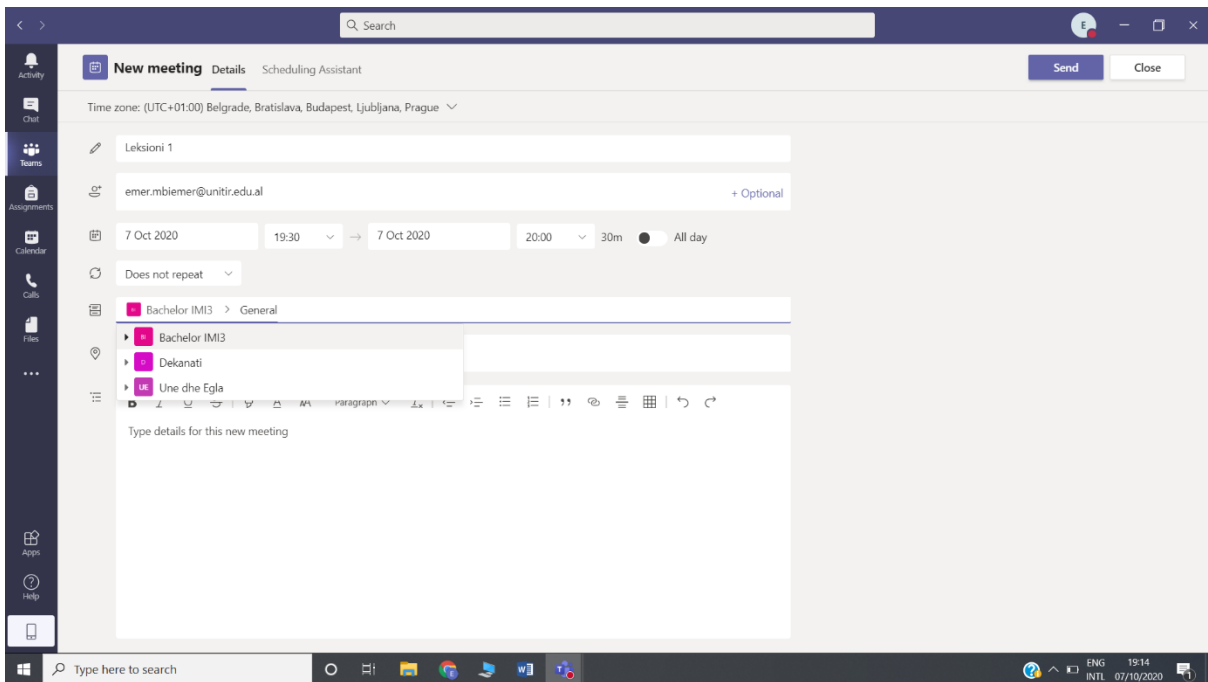 Search
E
Activity
New meeting Details Scheduling Assistant Send Close
Chat
Time zone: (UTC+01:00) Belgrade, Bratislava, Budapest, Ljubljana, Prague
Teams
Leksioni 1
Assignments
emer.mbiemer@unitir.edu.al + Optional
Calendar
7 Oct 2020 19:30 → 7 Oct 2020 20:00 30m All day
Calls
Does not repeat
Files
BI Bachelor IMI3 > General
BI Bachelor IMI3
D Dekanati
UE Une dhe Egla
B I U S A AA Paragraph Ix
Type details for this new meeting
Apps
Help
Type here to search
ENG 19:14
INTL 07/10/2020